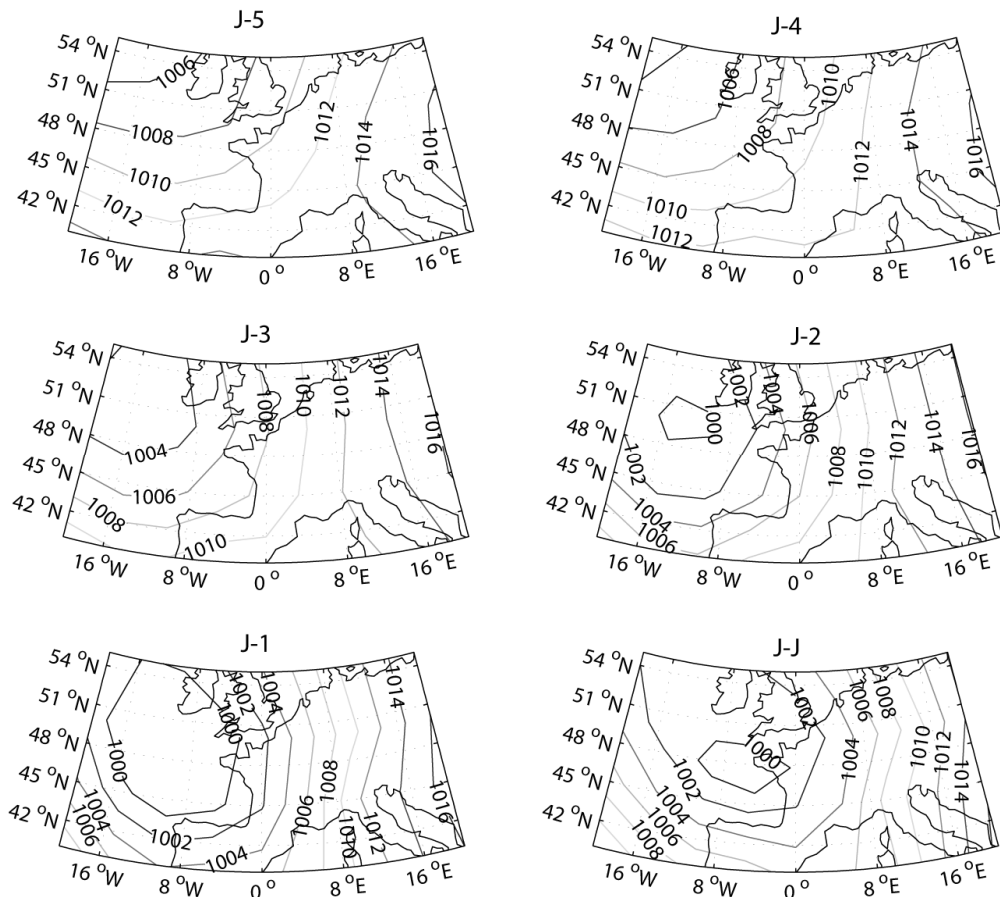 J-5
54 °N
51 °N
48 °N
45 °N
42 °N
16 °W
8 °W
0 °
8 °E
16 °E
1006
1008
1010
1012
1012
1014
1016
J-4
54 °N
51 °N
48 °N
45 °N
42 °N
16 °W
8 °W
0 °
8 °E
16 °E
1006
1008
1010
1010
1012
1012
1014
1016
J-3
54 °N
51 °N
48 °N
45 °N
42 °N
16 °W
8 °W
0 °
8 °E
16 °E
1004
1006
1008
1008
1010
1010
1012
1014
1016
J-2
54 °N
51 °N
48 °N
45 °N
42 °N
16 °W
8 °W
0 °
8 °E
16 °E
1000
1002
1002
1004
1004
1006
1006
1008
1010
1012
1014
1016
J-1
54 °N
51 °N
48 °N
45 °N
42 °N
16 °W
8 °W
0 °
8 °E
16 °E
1000
1000
1002
1002
1004
1004
1004
1006
1006
1008
1010
1012
1014
1016
J-J
54 °N
51 °N
48 °N
45 °N
42 °N
16 °W
8 °W
0 °
8 °E
16 °E
1000
1002
1002
1004
1004
1006
1006
1008
1008
1010
1012
1014